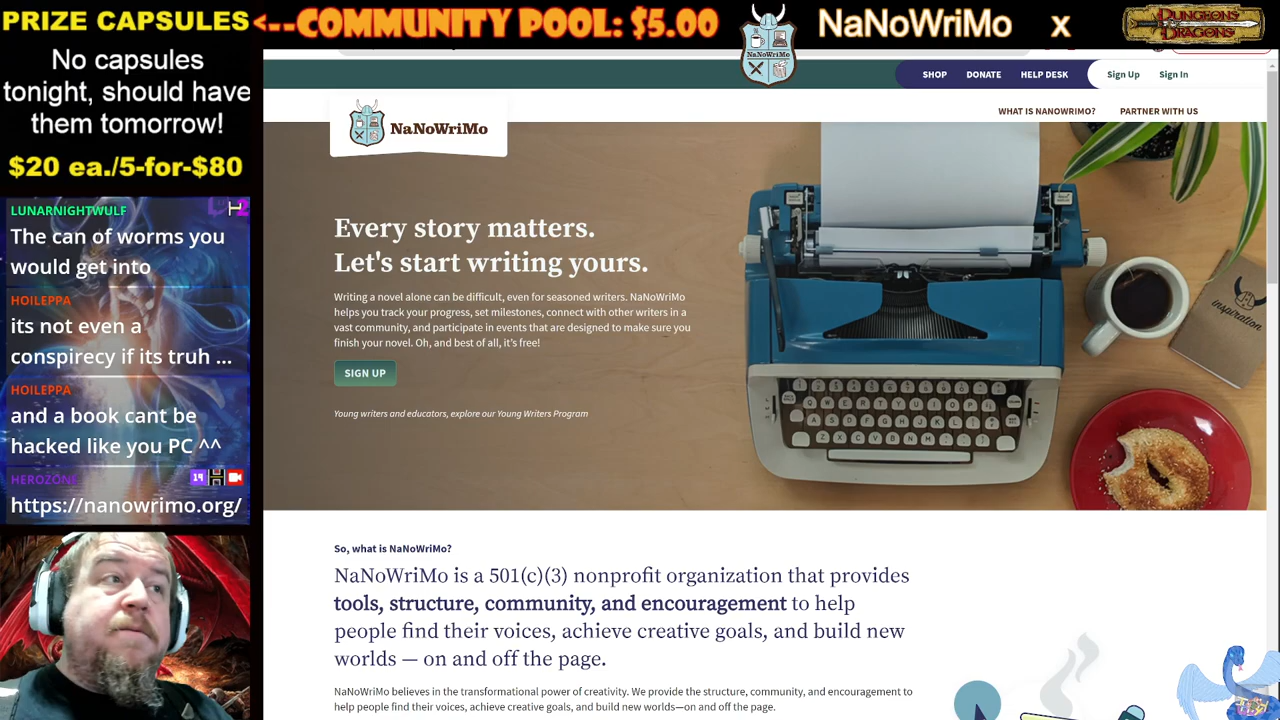 PRIZE CAPSULES
No capsules
tonight, should have
them tomorrow!
$20 ea./5-for-$80
<--COMMUNITY POOL: $5.00
NaNoWriMo
NaNoWriMo x
DUNGEONS & DRAGONS
LUNARNIGHTWULF
The can of worms you
would get into
HOILEPPA
its not even a
conspirecy if its truh ...
HOILEPPA
and a book cant be
hacked like you PC ^^
HEROZONE
19
https://nanowrimo.org/
SHOP DONATE HELP DESK Sign Up Sign In
NaNoWriMo
WHAT IS NANOWRIMO? PARTNER WITH US
Every story matters.
Let's start writing yours.
Writing a novel alone can be difficult, even for seasoned writers. NaNoWriMo
helps you track your progress, set milestones, connect with other writers in a
vast community, and participate in events that are designed to make sure you
finish your novel. Oh, and best of all, it's free!
SIGN UP
Young writers and educators, explore our Young Writers Program
inspiration
Q W E R T Y U I O P
A S D F G H J K L
Z X C V B N M
So, what is NaNoWriMo?
NaNoWriMo is a 501(c)(3) nonprofit organization that provides
tools, structure, community, and encouragement to help
people find their voices, achieve creative goals, and build new
worlds — on and off the page.
NaNoWriMo believes in the transformational power of creativity. We provide the structure, community, and encouragement to
help people find their voices, achieve creative goals, and build new worlds—on and off the page.